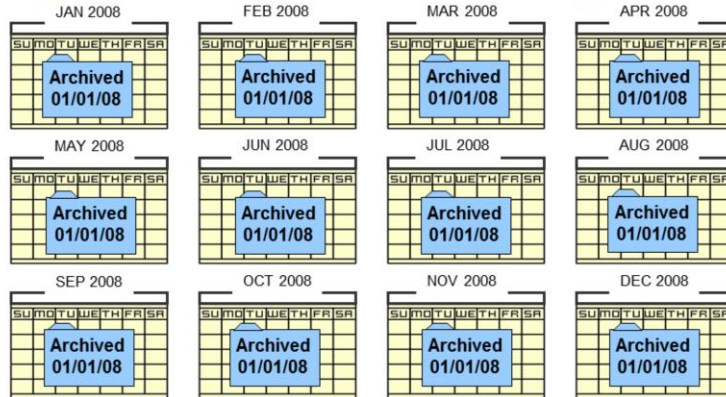 JAN 2008 FEB 2008 MAR 2008 APR 2008
SU MO TU WE TH FR SA SU MO TU WE TH FR SA SU MO TU WE TH FR SA SU MO TU WE TH FR SA
Archived Archived Archived Archived
01/01/08 01/01/08 01/01/08 01/01/08
MAY 2008 JUN 2008 JUL 2008 AUG 2008
SU MO TU WE TH FR SA SU MO TU WE TH FR SA SU MO TU WE TH FR SA SU MO TU WE TH FR SA
Archived Archived Archived Archived
01/01/08 01/01/08 01/01/08 01/01/08
SEP 2008 OCT 2008 NOV 2008 DEC 2008
SU MO TU WE TH FR SA SU MO TU WE TH FR SA SU MO TU WE TH FR SA SU MO TU WE TH FR SA
Archived Archived Archived Archived
01/01/08 01/01/08 01/01/08 01/01/08